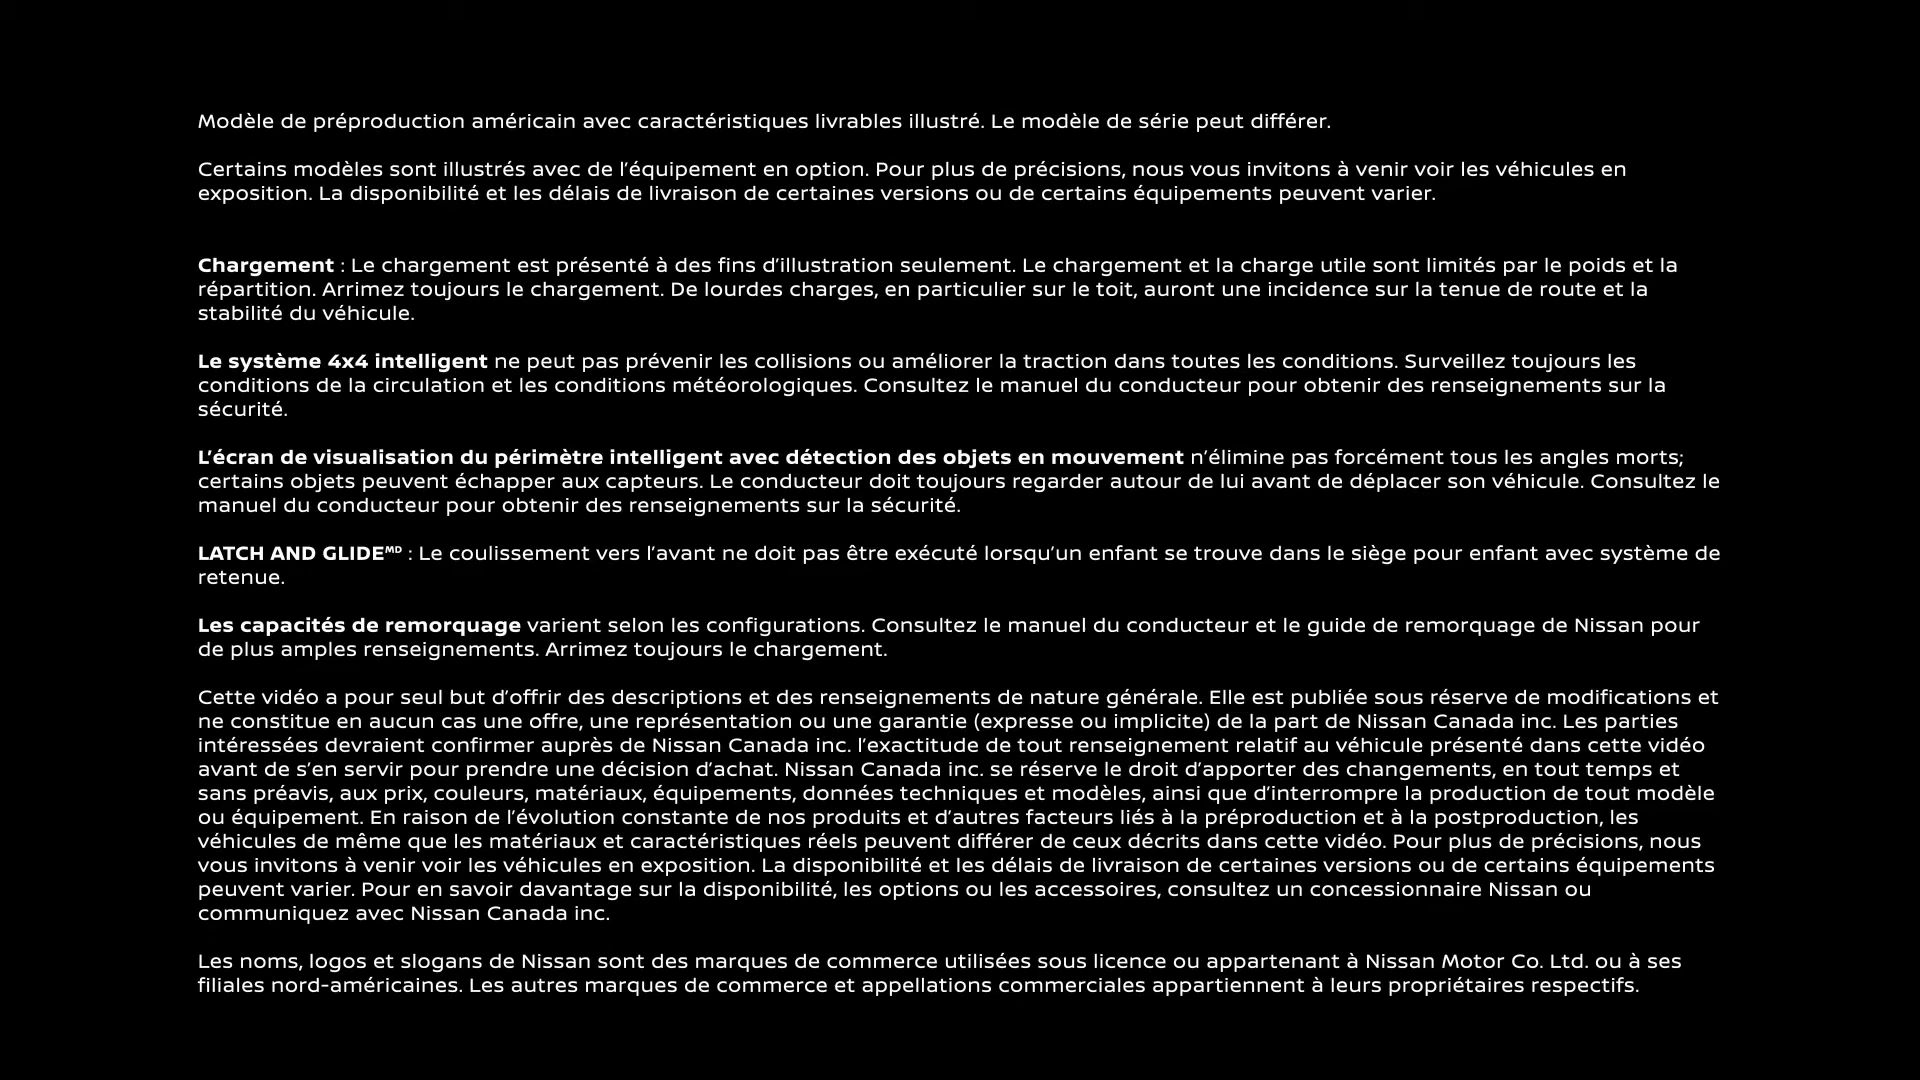 Modèle de préproduction américain avec caractéristiques livrables illustré. Le modèle de série peut différer.
Certains modèles sont illustrés avec de l’équipement en option. Pour plus de précisions, nous vous invitons à venir voir les véhicules en
exposition. La disponibilité et les délais de livraison de certaines versions ou de certains équipements peuvent varier.
Chargement : Le chargement est présenté à des fins d’illustration seulement. Le chargement et la charge utile sont limités par le poids et la
répartition. Arrimez toujours le chargement. De lourdes charges, en particulier sur le toit, auront une incidence sur la tenue de route et la
stabilité du véhicule.
Le système 4x4 intelligent ne peut pas prévenir les collisions ou améliorer la traction dans toutes les conditions. Surveillez toujours les
conditions de la circulation et les conditions météorologiques. Consultez le manuel du conducteur pour obtenir des renseignements sur la
sécurité.
L’écran de visualisation du périmètre intelligent avec détection des objets en mouvement n’élimine pas forcément tous les angles morts;
certains objets peuvent échapper aux capteurs. Le conducteur doit toujours regarder autour de lui avant de déplacer son véhicule. Consultez le
manuel du conducteur pour obtenir des renseignements sur la sécurité.
LATCH AND GLIDEᴹᴰ : Le coulissement vers l’avant ne doit pas être exécuté lorsqu’un enfant se trouve dans le siège pour enfant avec système de
retenue.
Les capacités de remorquage varient selon les configurations. Consultez le manuel du conducteur et le guide de remorquage de Nissan pour
de plus amples renseignements. Arrimez toujours le chargement.
Cette vidéo a pour seul but d’offrir des descriptions et des renseignements de nature générale. Elle est publiée sous réserve de modifications et
ne constitue en aucun cas une offre, une représentation ou une garantie (expresse ou implicite) de la part de Nissan Canada inc. Les parties
intéressées devraient confirmer auprès de Nissan Canada inc. l’exactitude de tout renseignement relatif au véhicule présenté dans cette vidéo
avant de s’en servir pour prendre une décision d’achat. Nissan Canada inc. se réserve le droit d’apporter des changements, en tout temps et
sans préavis, aux prix, couleurs, matériaux, équipements, données techniques et modèles, ainsi que d’interrompre la production de tout modèle
ou équipement. En raison de l’évolution constante de nos produits et d’autres facteurs liés à la préproduction et à la postproduction, les
véhicules de même que les matériaux et caractéristiques réels peuvent différer de ceux décrits dans cette vidéo. Pour plus de précisions, nous
vous invitons à venir voir les véhicules en exposition. La disponibilité et les délais de livraison de certaines versions ou de certains équipements
peuvent varier. Pour en savoir davantage sur la disponibilité, les options ou les accessoires, consultez un concessionnaire Nissan ou
communiquez avec Nissan Canada inc.
Les noms, logos et slogans de Nissan sont des marques de commerce utilisées sous licence ou appartenant à Nissan Motor Co. Ltd. ou à ses
filiales nord-américaines. Les autres marques de commerce et appellations commerciales appartiennent à leurs propriétaires respectifs.